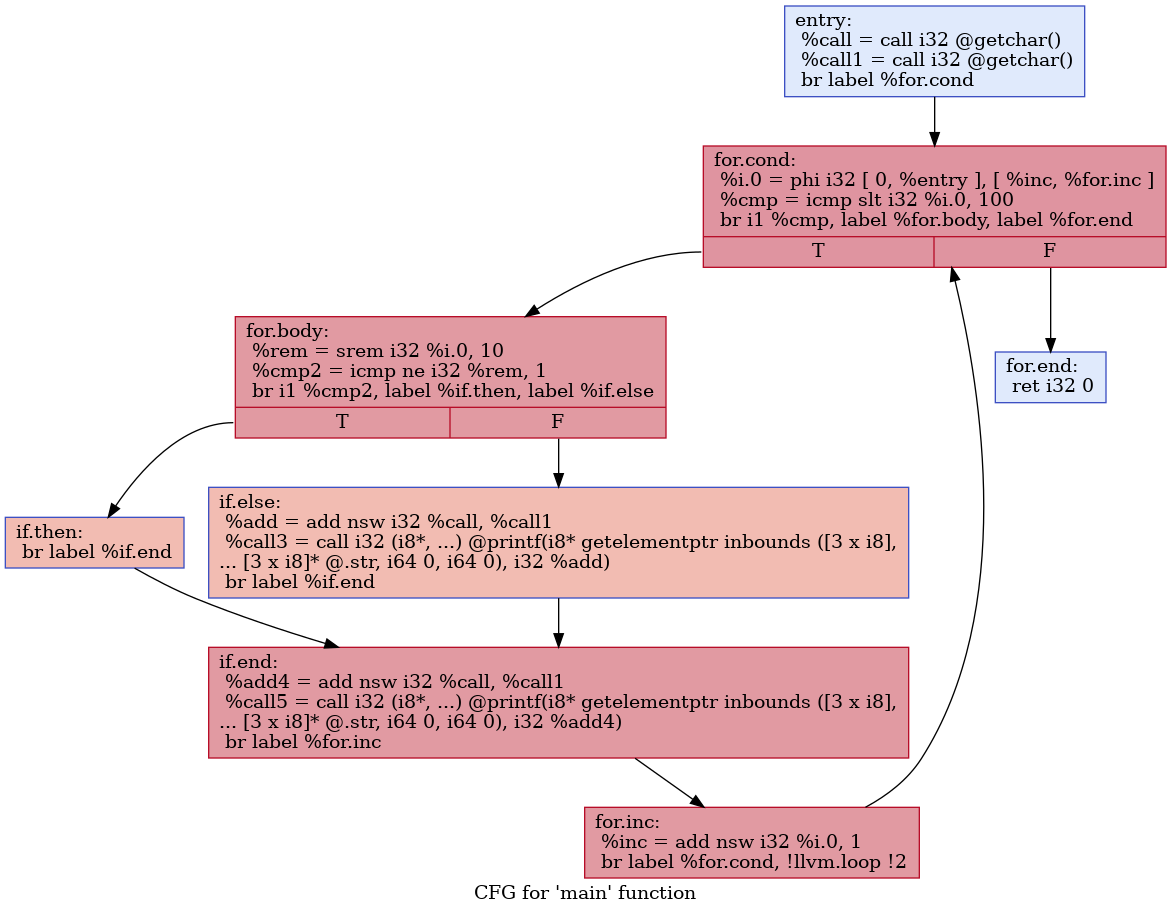 entry:
%call = call i32 @getchar()
%call1 = call i32 @getchar()
br label %for.cond
for.cond:
%i.0 = phi i32 [ 0, %entry ], [ %inc, %for.inc ]
%cmp = icmp slt i32 %i.0, 100
br i1 %cmp, label %for.body, label %for.end
T
F
for.body:
%rem = srem i32 %i.0, 10
%cmp2 = icmp ne i32 %rem, 1
br i1 %cmp2, label %if.then, label %if.else
T
F
for.end:
ret i32 0
if.then:
br label %if.end
if.else:
%add = add nsw i32 %call, %call1
%call3 = call i32 (i8*, ...) @printf(i8* getelementptr inbounds ([3 x i8],
... [3 x i8]* @.str, i64 0, i64 0), i32 %add)
br label %if.end
if.end:
%add4 = add nsw i32 %call, %call1
%call5 = call i32 (i8*, ...) @printf(i8* getelementptr inbounds ([3 x i8],
... [3 x i8]* @.str, i64 0, i64 0), i32 %add4)
br label %for.inc
for.inc:
%inc = add nsw i32 %i.0, 1
br label %for.cond, !llvm.loop !2
CFG for 'main' function